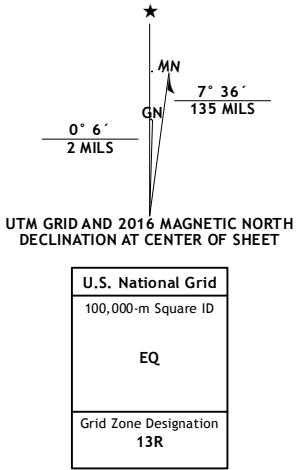 ★
MN
7° 36´
135 MILS
GN
0° 6´
2 MILS
UTM GRID AND 2016 MAGNETIC NORTH
DECLINATION AT CENTER OF SHEET
U.S. National Grid
100,000-m Square ID
EQ
Grid Zone Designation
13R